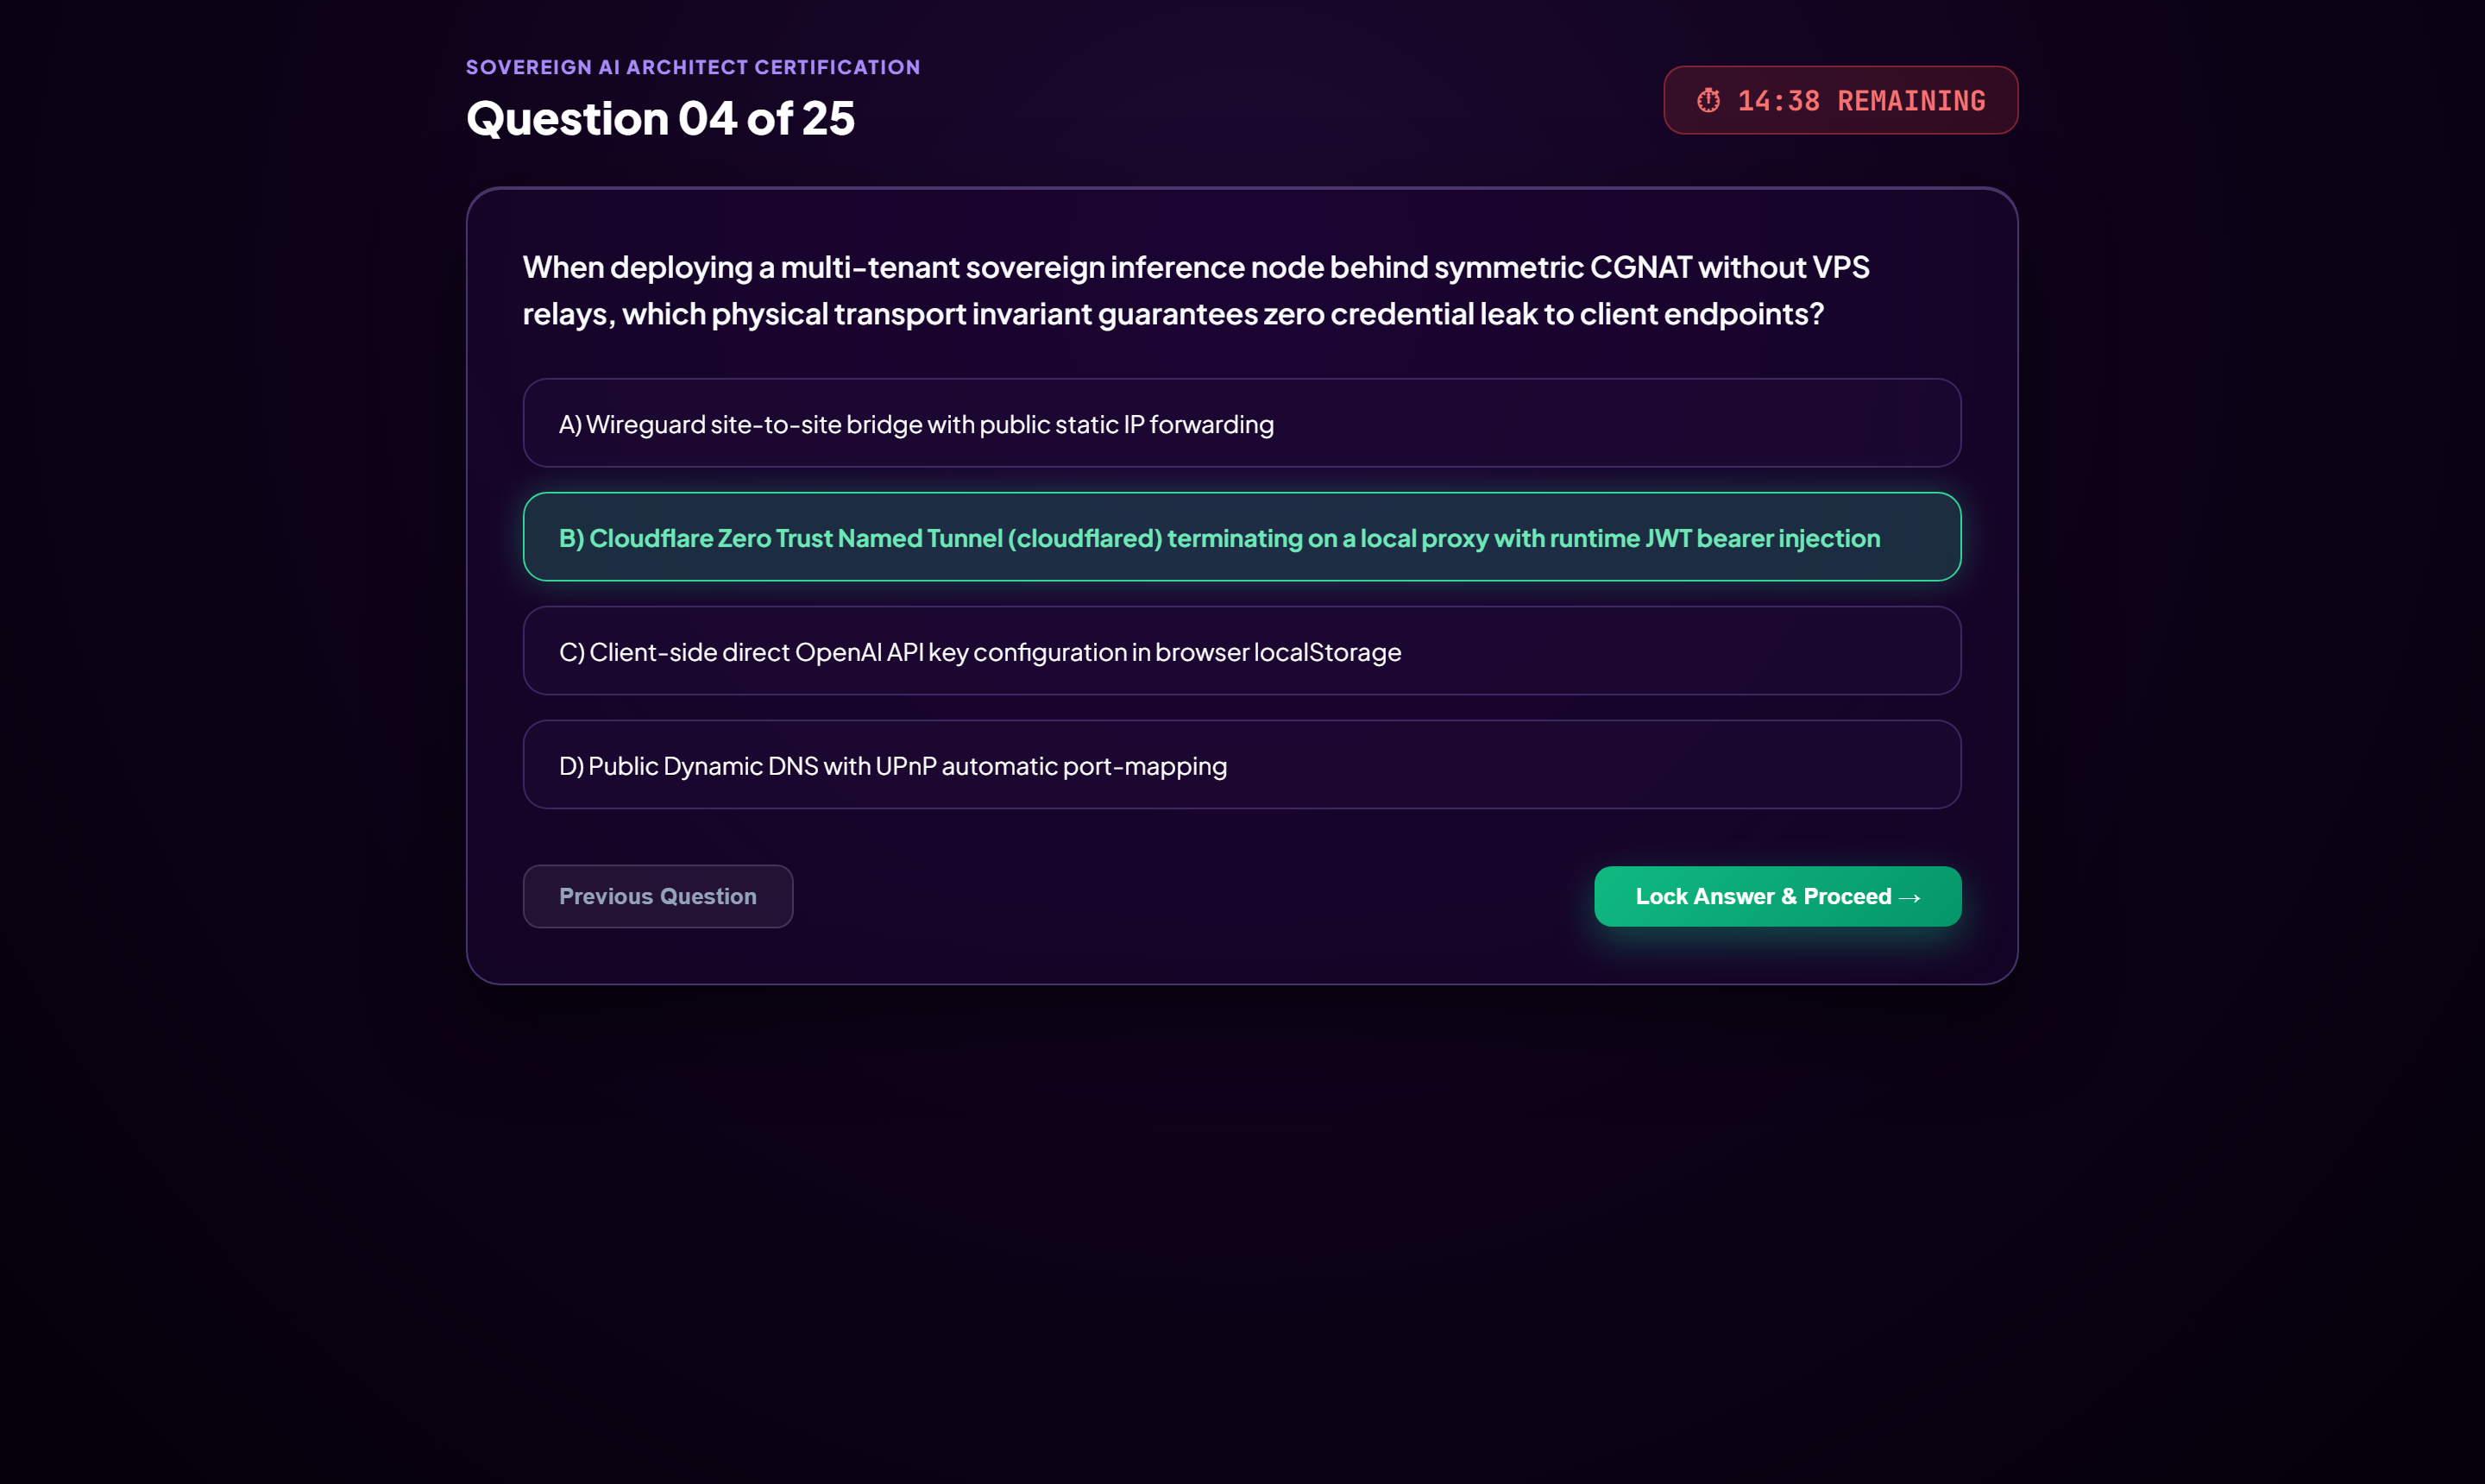 SOVEREIGN AI ARCHITECT CERTIFICATION
Question 04 of 25
⏱ 14:38 REMAINING
When deploying a multi-tenant sovereign inference node behind symmetric CGNAT without VPS
relays, which physical transport invariant guarantees zero credential leak to client endpoints?
A) Wireguard site-to-site bridge with public static IP forwarding
B) Cloudflare Zero Trust Named Tunnel (cloudflared) terminating on a local proxy with runtime JWT bearer injection
C) Client-side direct OpenAI API key configuration in browser localStorage
D) Public Dynamic DNS with UPnP automatic port-mapping
Previous Question
Lock Answer & Proceed →